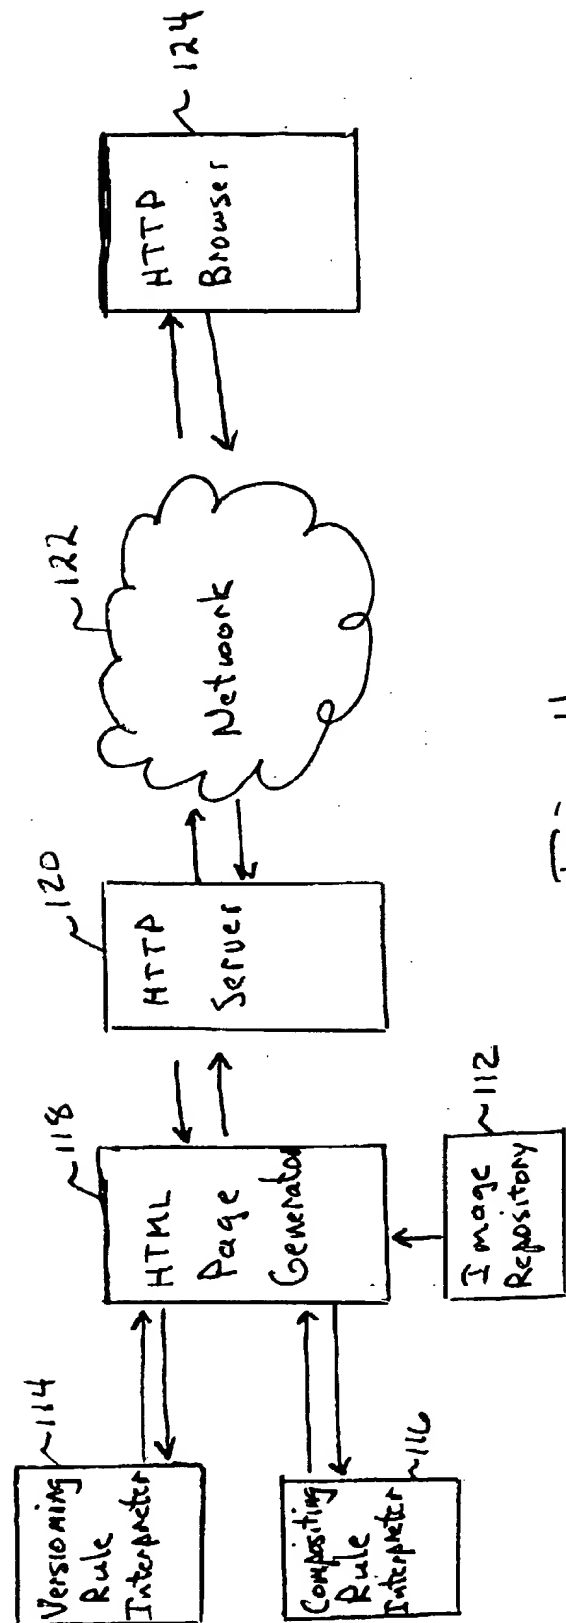 Versioning
Rule
Interpreter
114
Compositing
Rule
Interpreter
116
HTML
Page
Generator
118
Image
Repository
112
HTTP
Server
120
Network
122
HTTP
Browser
124